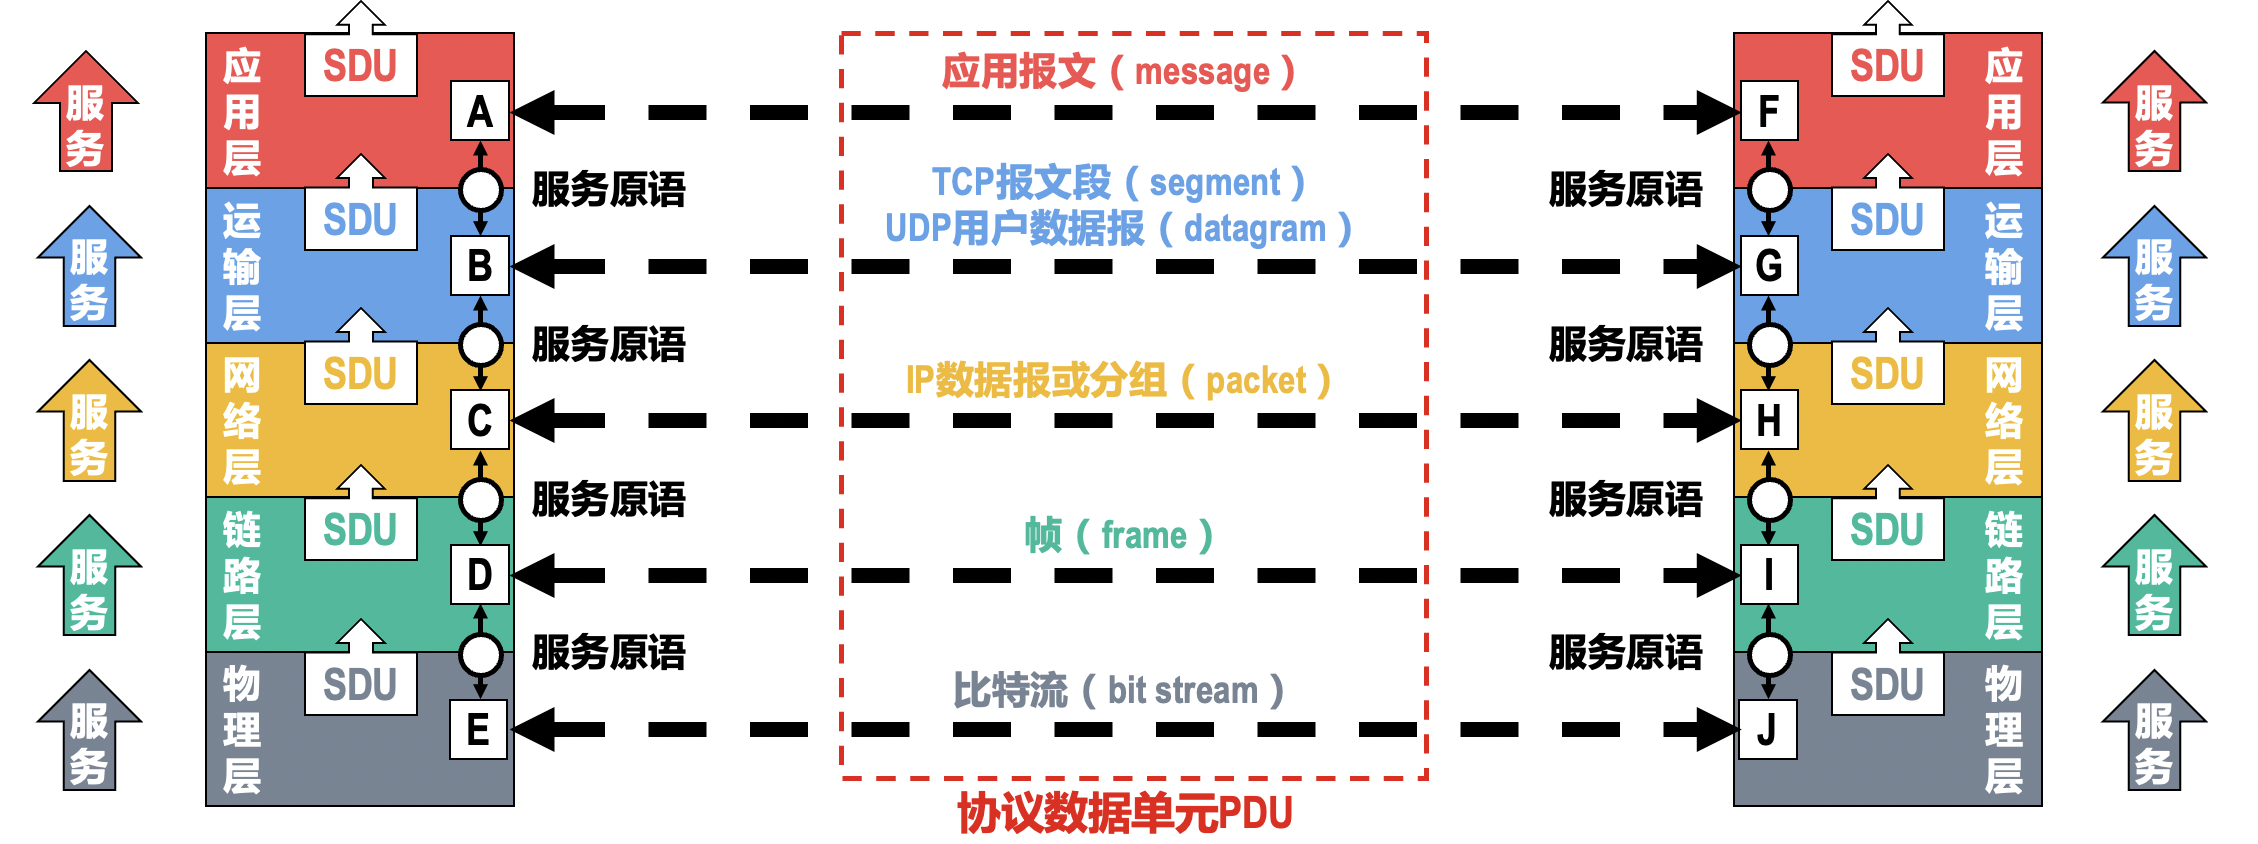 服务
服务
服务
服务
服务
应用层
SDU
A
运输层
SDU
B
网络层
SDU
C
链路层
SDU
D
物理层
SDU
E
服务原语
服务原语
服务原语
服务原语
应用报文（message）
TCP报文段（segment）
UDP用户数据报（datagram）
IP数据报或分组（packet）
帧（frame）
比特流（bit stream）
协议数据单元PDU
服务原语
服务原语
服务原语
服务原语
F
SDU
应用层
G
SDU
运输层
H
SDU
网络层
I
SDU
链路层
J
SDU
物理层
服务
服务
服务
服务
服务